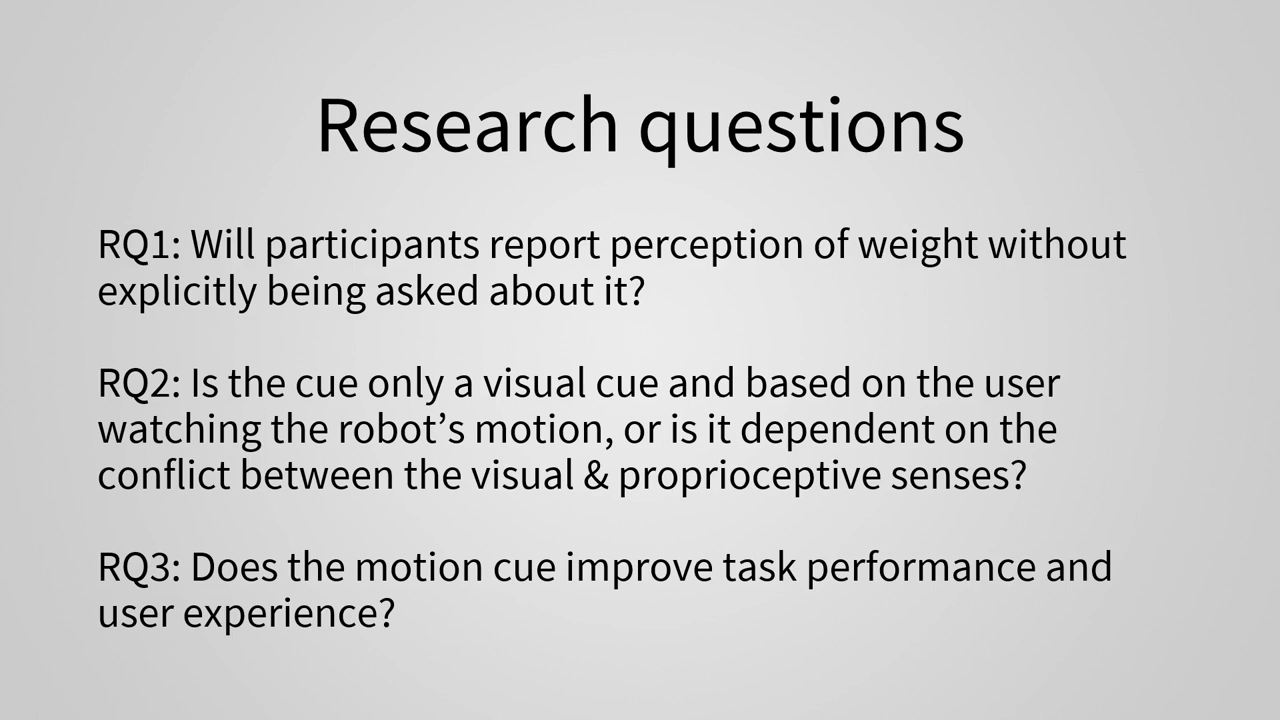 Research questions
RQ1: Will participants report perception of weight without
explicitly being asked about it?
RQ2: Is the cue only a visual cue and based on the user
watching the robot’s motion, or is it dependent on the
conflict between the visual & proprioceptive senses?
RQ3: Does the motion cue improve task performance and
user experience?